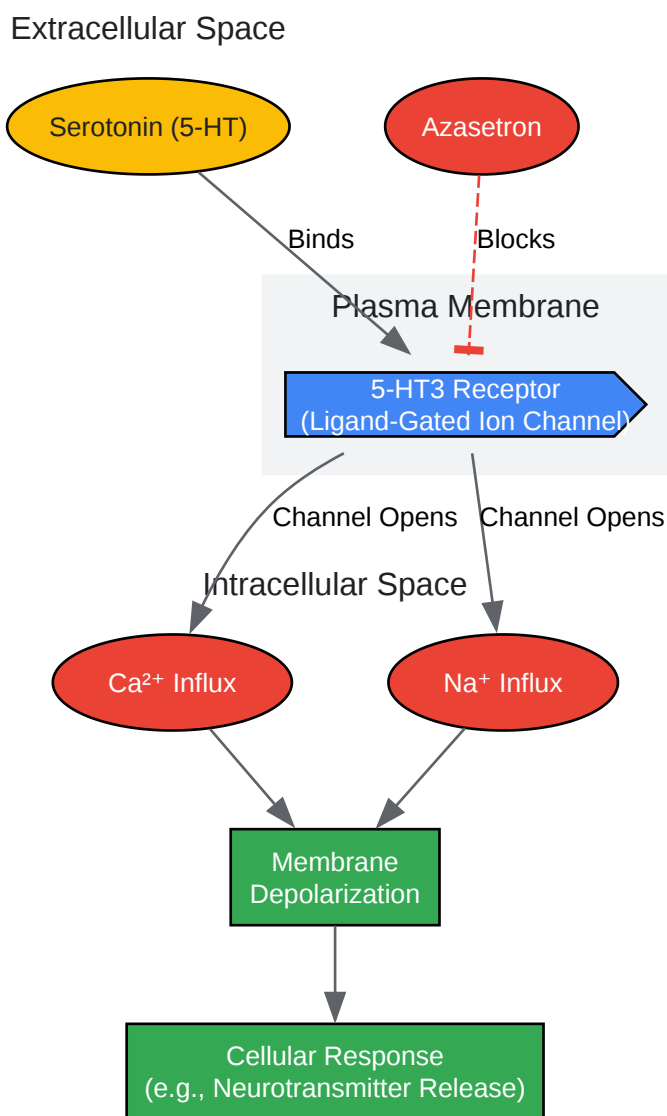 Extracellular Space
Serotonin (5-HT)
Azasetron
Binds
Blocks
Plasma Membrane
5-HT3 Receptor
(Ligand-Gated Ion Channel)
Channel Opens
Channel Opens
Intracellular Space
Ca²⁺ Influx
Na⁺ Influx
Membrane
Depolarization
Cellular Response
(e.g., Neurotransmitter Release)